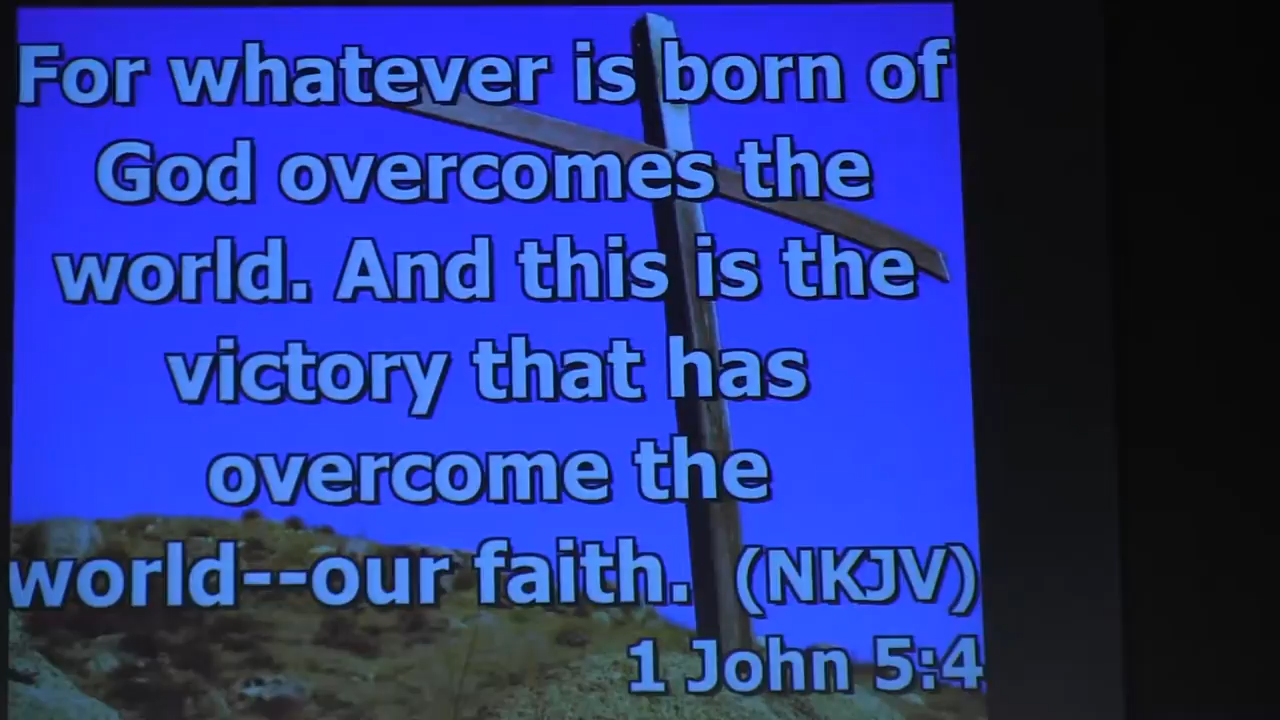 For whatever is born of
God overcomes the
world. And this is the
victory that has
overcome the
world--our faith. (NKJV)
1 John 5:4